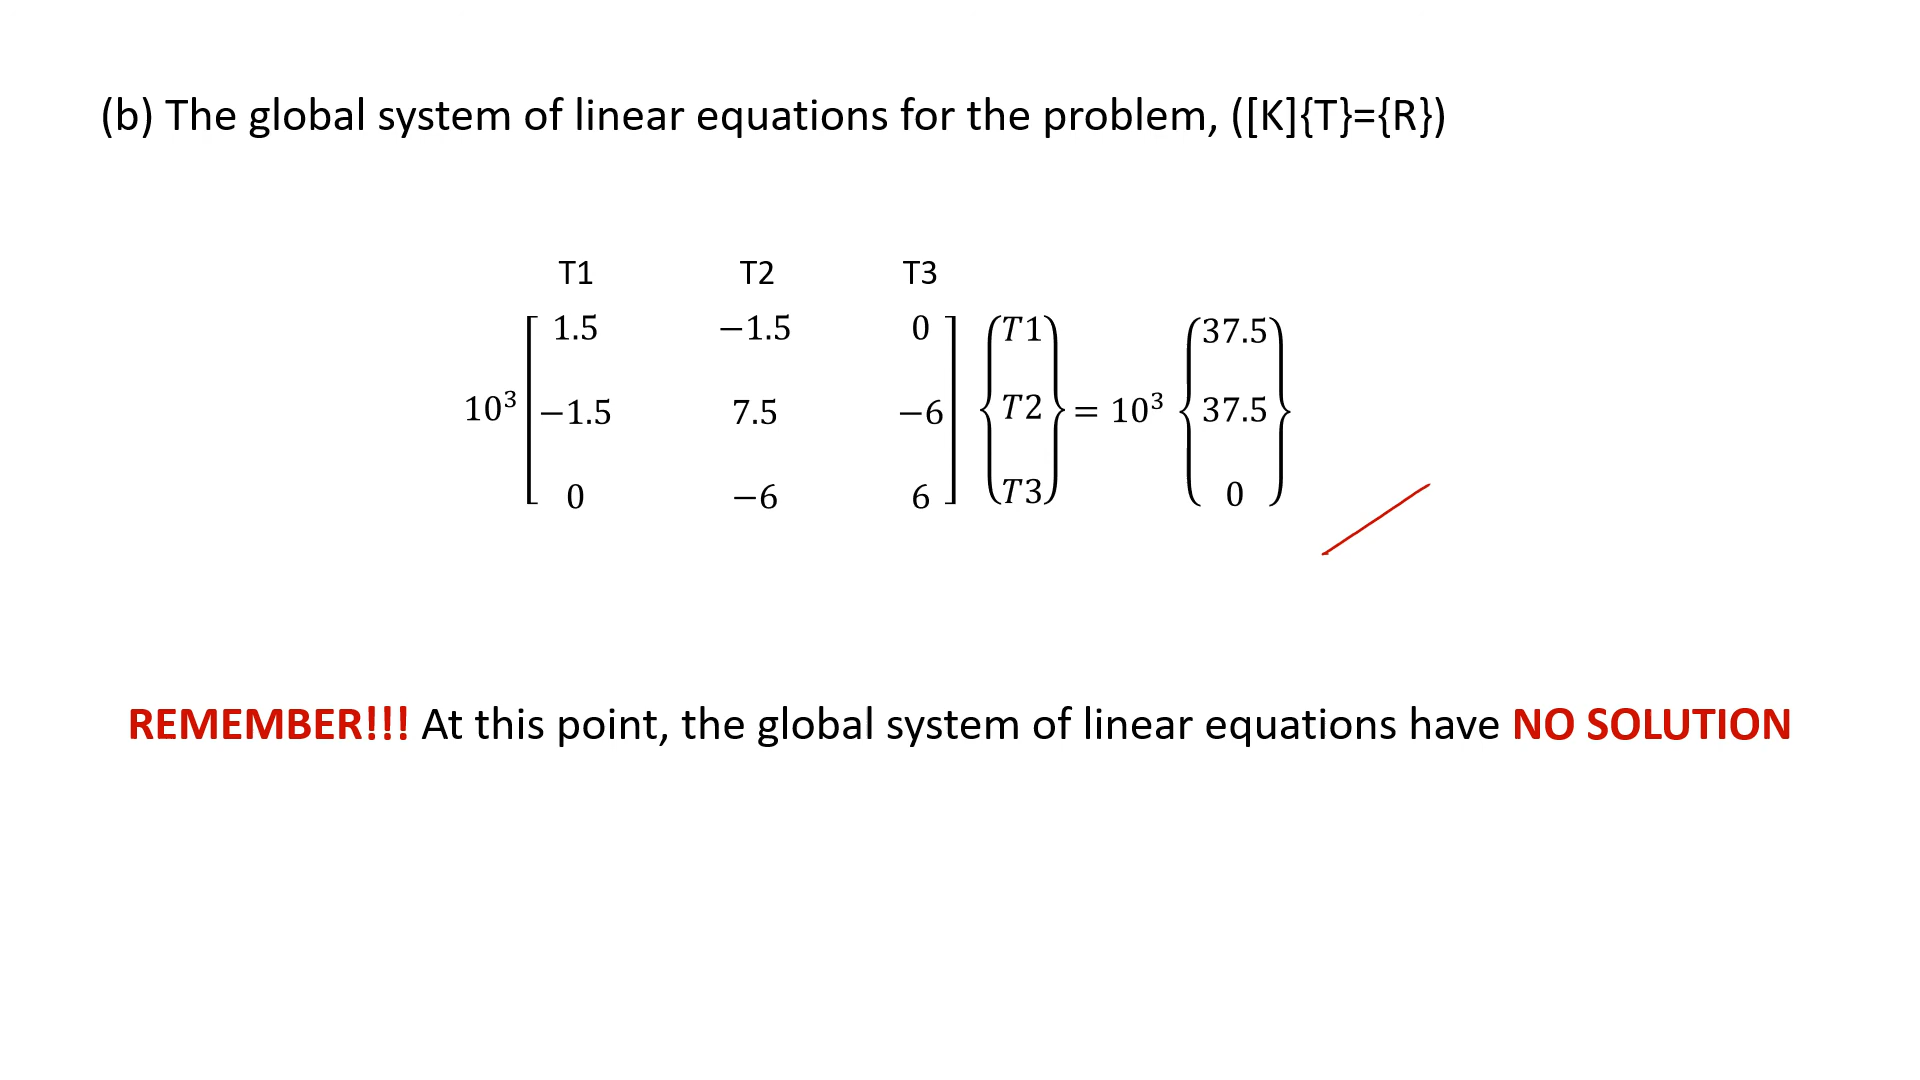 (b) The global system of linear equations for the problem, ([K]{T}={R})
T1 T2 T3
1.5 −1.5 0 T1 37.5
10³ −1.5 7.5 −6 T2 = 10³ 37.5
0 −6 6 T3 0
REMEMBER!!! At this point, the global system of linear equations have NO SOLUTION